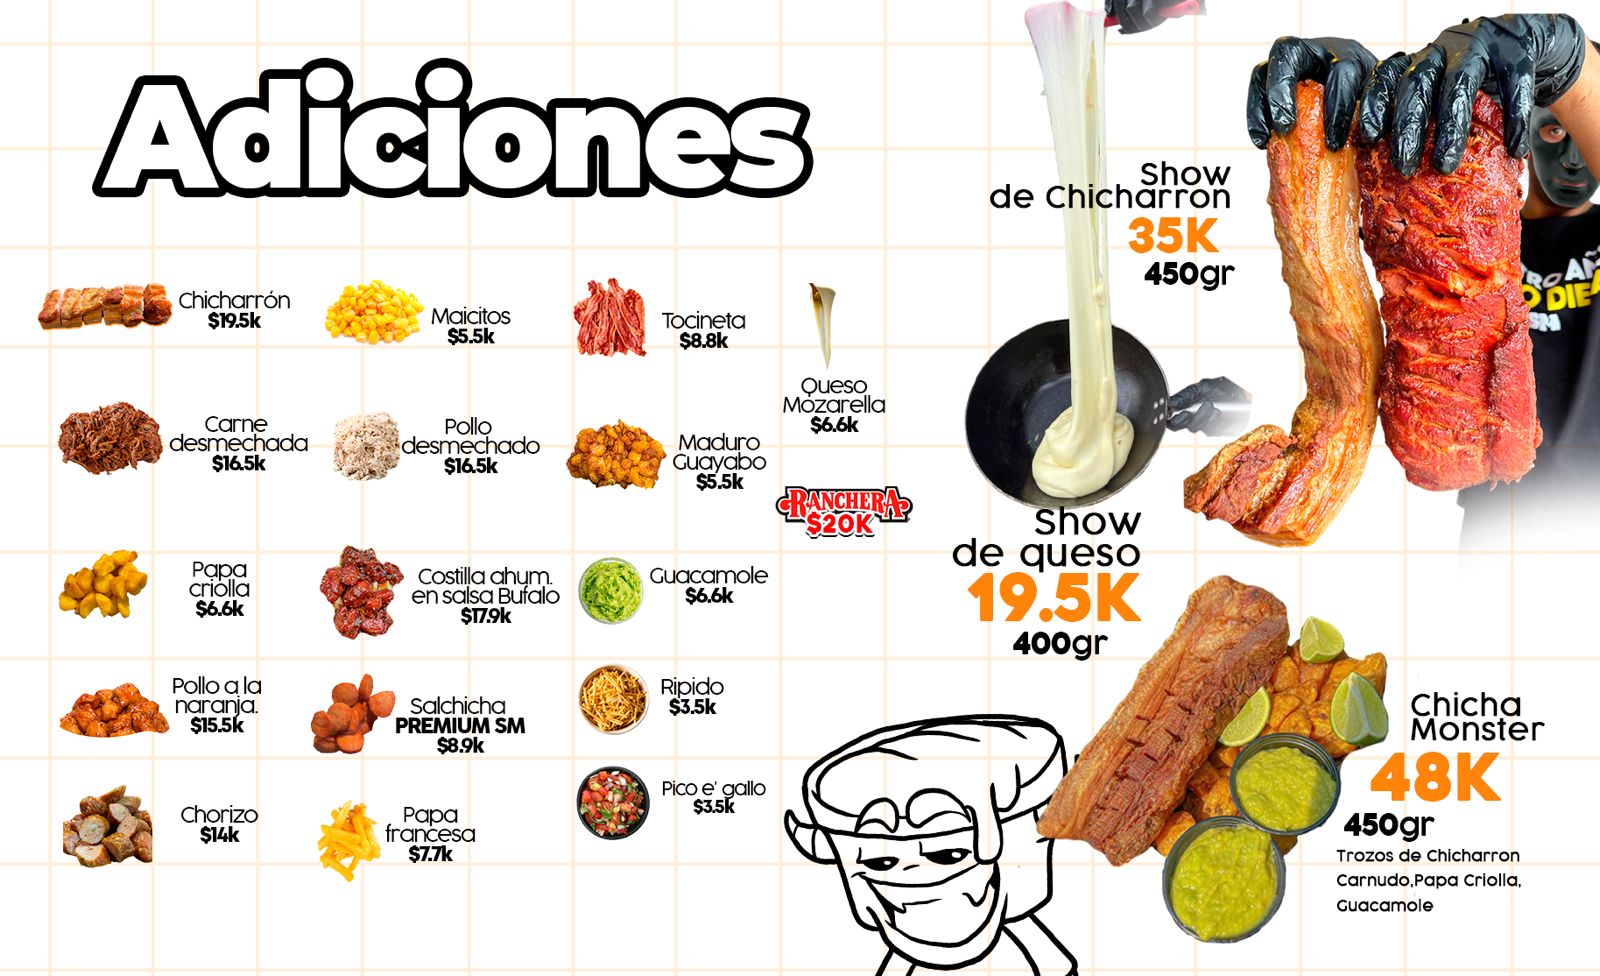 Adiciones
Chicharrón
$19.5k
Maicitos
$5.5k
Tocineta
$8.8k
Queso
Mozarella
$6.6k
Carne
desmechada
$16.5k
Pollo
desmechado
$16.5k
Maduro
Guayabo
$5.5k
RANCHERA
$20K
Papa
criolla
$6.6k
Costilla ahum.
en salsa Bufalo
$17.9k
Guacamole
$6.6k
Pollo a la
naranja.
$15.5k
Salchicha
PREMIUM SM
$8.9k
Ripido
$3.5k
Chorizo
$14k
Papa
francesa
$7.7k
Pico e' gallo
$3.5k
Show
de Chicharron
35K
450gr
Show
de queso
19.5K
400gr
Chicha
Monster
48K
450gr
Trozos de Chicharron
Carnudo,Papa Criolla,
Guacamole